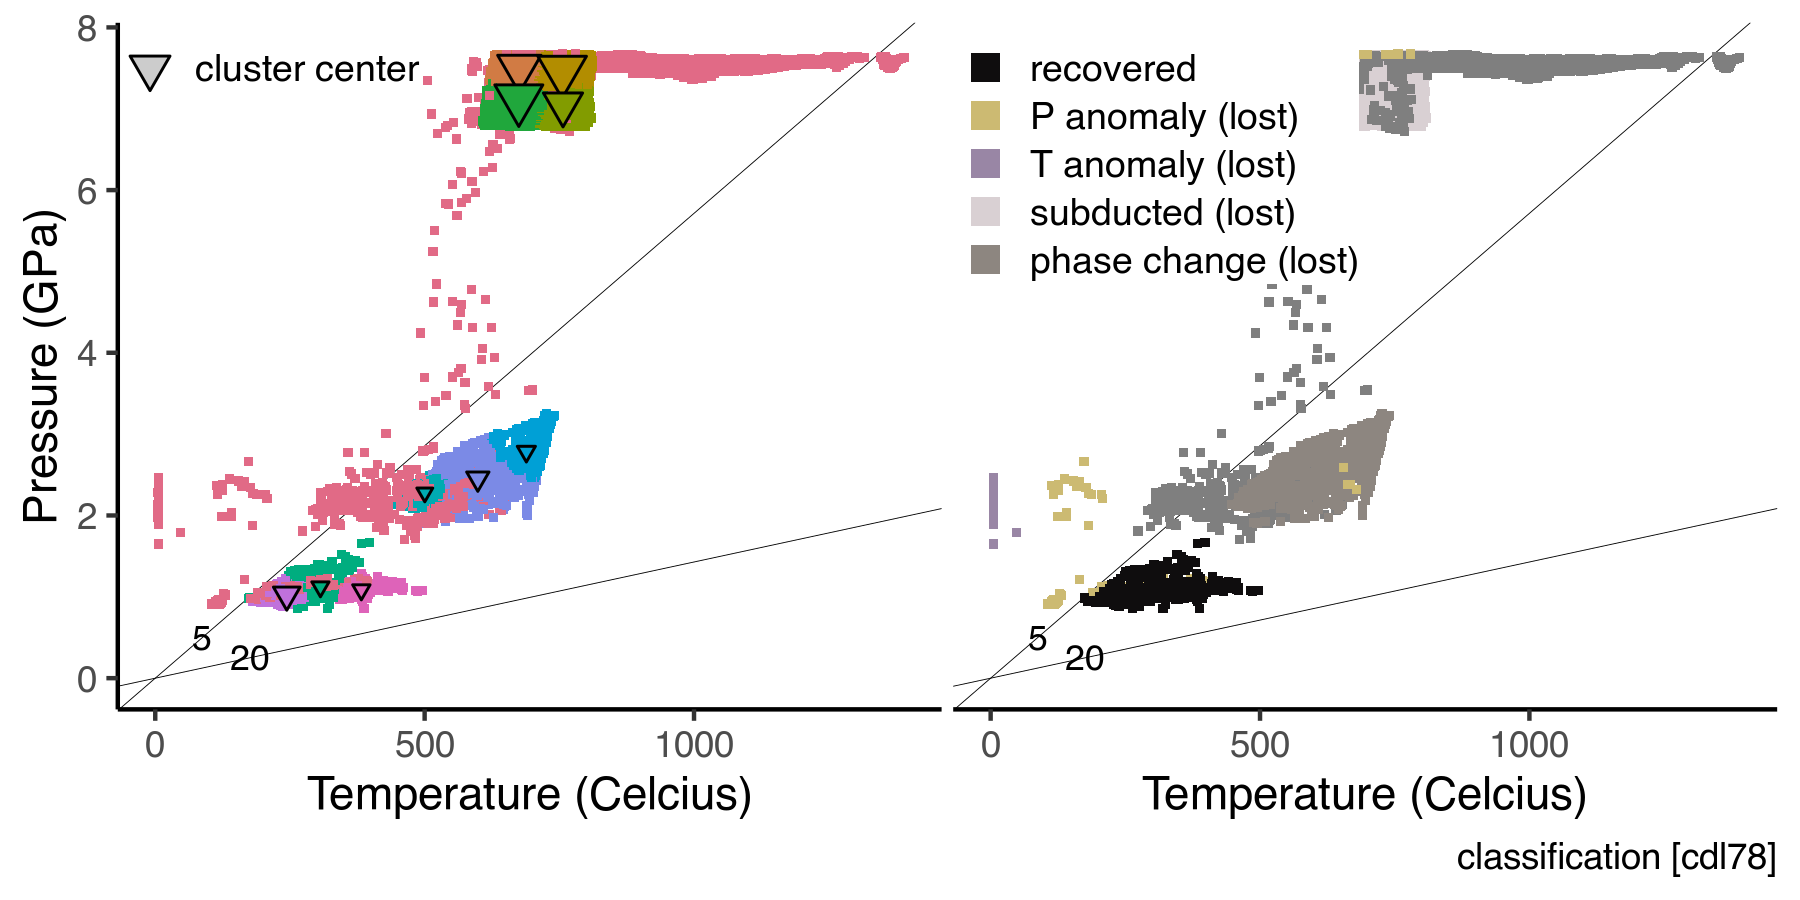 cluster center
recovered
P anomaly (lost)
T anomaly (lost)
subducted (lost)
phase change (lost)
Pressure (GPa)
8
6
4
2
0
5
20
5
20
0
500
1000
0
500
1000
Temperature (Celcius)
Temperature (Celcius)
classification [cdl78]